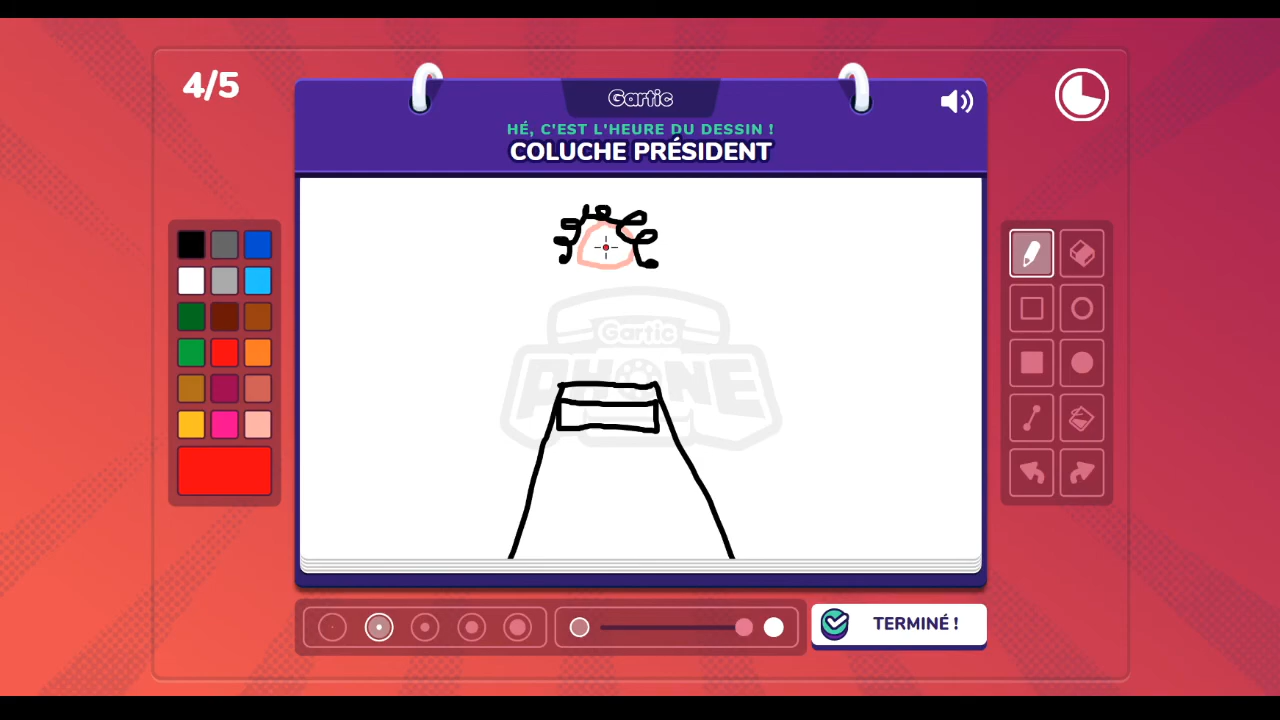 4/5
Gartic
HÉ, C'EST L'HEURE DU DESSIN !
COLUCHE PRÉSIDENT
Gartic
PHONE
TERMINÉ !